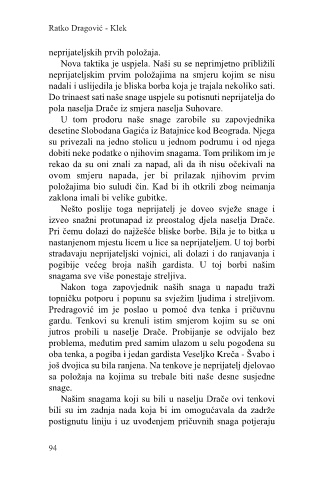 Ratko Dragović - Klek
neprijateljskih prvih položaja.
Nova taktika je uspjela. Naši su se neprimjetno približili
neprijateljskim prvim položajima na smjeru kojim se nisu
nadali i uslijedila je bliska borba koja je trajala nekoliko sati.
Do trinaest sati naše snage uspjele su potisnuti neprijatelja do
pola naselja Drače iz smjera naselja Suhovare.
U tom prodoru naše snage zarobile su zapovjednika
desetine Slobodana Gagića iz Batajnice kod Beograda. Njega
su privezali na jedno stolicu u jednom podrumu i od njega
dobiti neke podatke o njihovim snagama. Tom prilikom im je
rekao da su oni znali za napad, ali da ih nisu očekivali na
ovom smjeru napada, jer bi prilazak njihovim prvim
položajima bio suludi čin. Kad bi ih otkrili zbog neimanja
zaklona imali bi velike gubitke.
Nešto poslije toga neprijatelj je doveo svježe snage i
izveo snažni protunapad iz preostalog djela naselja Drače.
Pri čemu dolazi do najžešće bliske borbe. Bila je to bitka u
nastanjenom mjestu licem u lice sa neprijateljem. U toj borbi
stradavaju neprijateljski vojnici, ali dolazi i do ranjavanja i
pogibije većeg broja naših gardista. U toj borbi našim
snagama sve više ponestaje streljiva.
Nakon toga zapovjednik naših snaga u napadu traži
topničku potporu i popunu sa svježim ljudima i streljivom.
Predragović im je poslao u pomoć dva tenka i pričuvnu
gardu. Tenkovi su krenuli istim smjerom kojim su se oni
jutros probili u naselje Drače. Probijanje se odvijalo bez
problema, međutim pred samim ulazom u selu pogođena su
oba tenka, a pogiba i jedan gardista Veseljko Kreča - Švabo i
još dvojica su bila ranjena. Na tenkove je neprijatelj djelovao
sa položaja na kojima su trebale biti naše desne susjedne
snage.
Našim snagama koji su bili u naselju Drače ovi tenkovi
bili su im zadnja nada koja bi im omogućavala da zadrže
postignutu liniju i uz uvođenjem pričuvnih snaga potjeraju
94